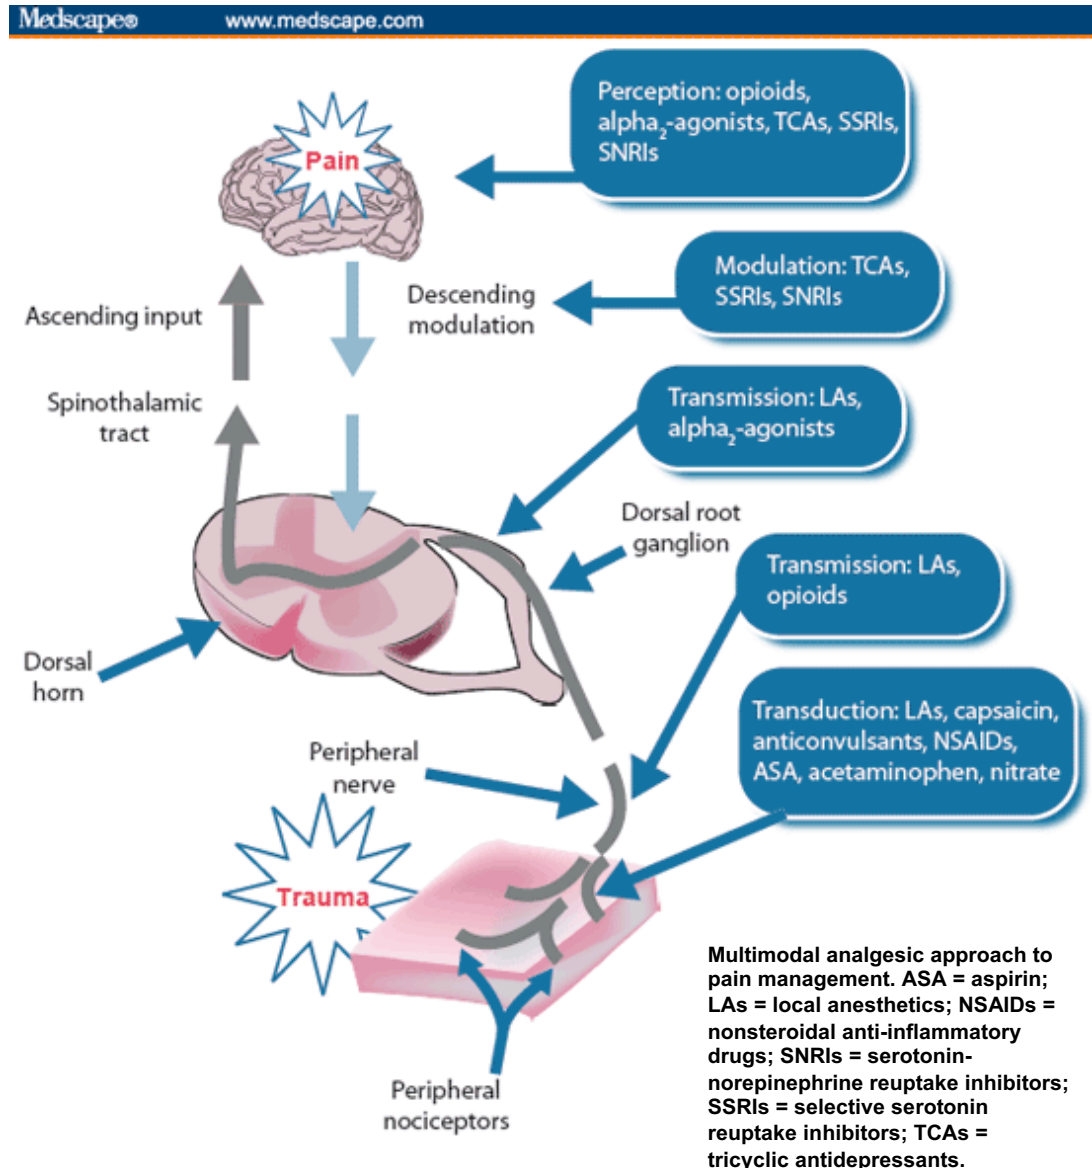 Medscape® www.medscape.com
Perception: opioids,
alpha₂-agonists, TCAs, SSRIs,
SNRIs
Pain
Modulation: TCAs,
SSRIs, SNRIs
Descending
modulation
Ascending input
Spinothalamic
tract
Transmission: LAs,
alpha₂-agonists
Dorsal root
ganglion
Transmission: LAs,
opioids
Dorsal
horn
Transduction: LAs, capsaicin,
anticonvulsants, NSAIDs,
ASA, acetaminophen, nitrate
Peripheral
nerve
Trauma
Peripheral
nociceptors
Multimodal analgesic approach to
pain management. ASA = aspirin;
LAs = local anesthetics; NSAIDs =
nonsteroidal anti-inflammatory
drugs; SNRIs = serotonin-
norepinephrine reuptake inhibitors;
SSRIs = selective serotonin
reuptake inhibitors; TCAs =
tricyclic antidepressants.